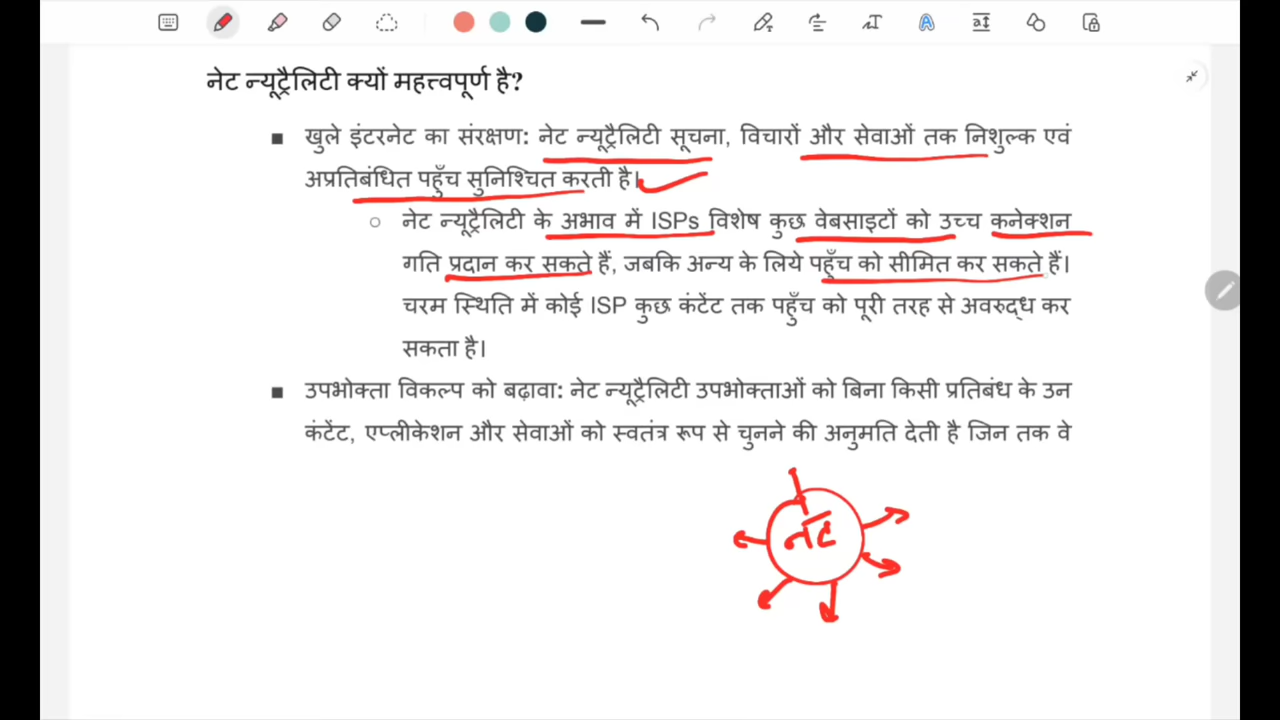 नेट न्यूट्रैलिटी क्यों महत्त्वपूर्ण है?
■ खुले इंटरनेट का संरक्षण: नेट न्यूट्रैलिटी सूचना, विचारों और सेवाओं तक निशुल्क एवं
अप्रतिबंधित पहुँच सुनिश्चित करती है।
○ नेट न्यूट्रैलिटी के अभाव में ISPs विशेष कुछ वेबसाइटों को उच्च कनेक्शन
गति प्रदान कर सकते हैं, जबकि अन्य के लिये पहुँच को सीमित कर सकते हैं।
चरम स्थिति में कोई ISP कुछ कंटेंट तक पहुँच को पूरी तरह से अवरुद्ध कर
सकता है।
■ उपभोक्ता विकल्प को बढ़ावा: नेट न्यूट्रैलिटी उपभोक्ताओं को बिना किसी प्रतिबंध के उन
कंटेंट, एप्लीकेशन और सेवाओं को स्वतंत्र रूप से चुनने की अनुमति देती है जिन तक वे
नेट